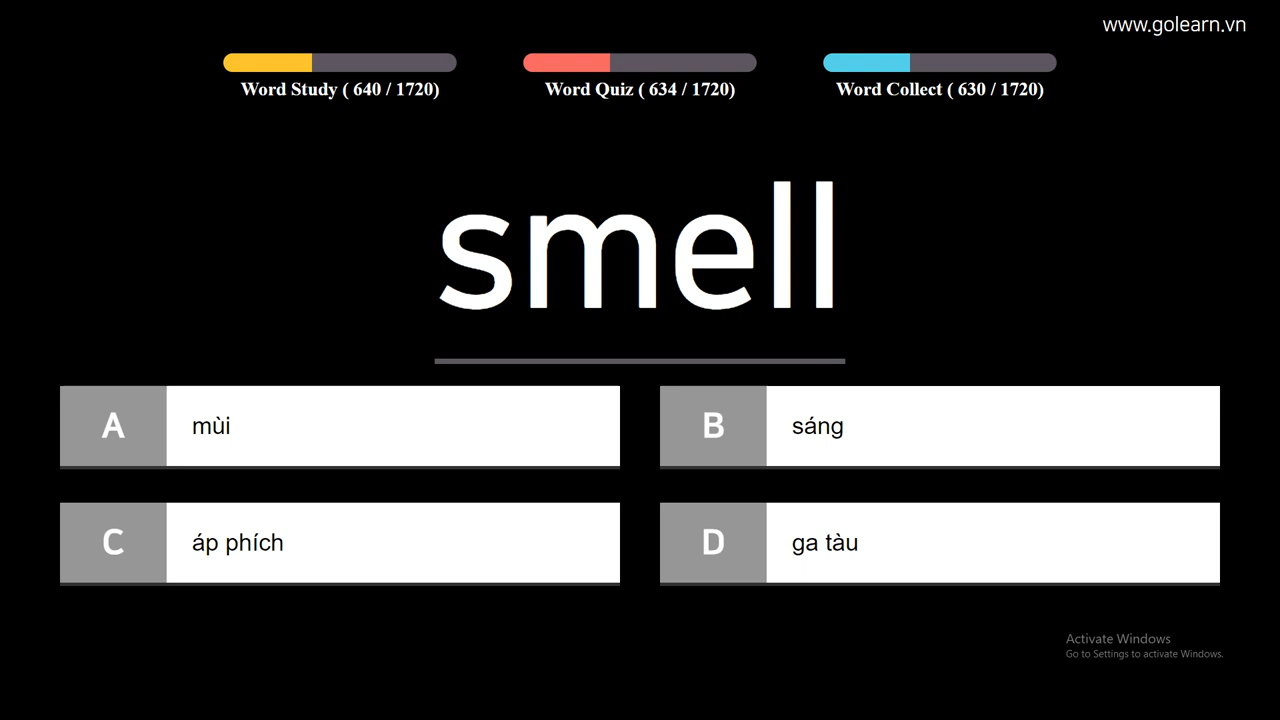 www.golearn.vn
Word Study ( 640 / 1720)
Word Quiz ( 634 / 1720)
Word Collect ( 630 / 1720)
smell
A mùi
B sáng
C áp phích
D ga tàu
Activate Windows
Go to Settings to activate Windows.